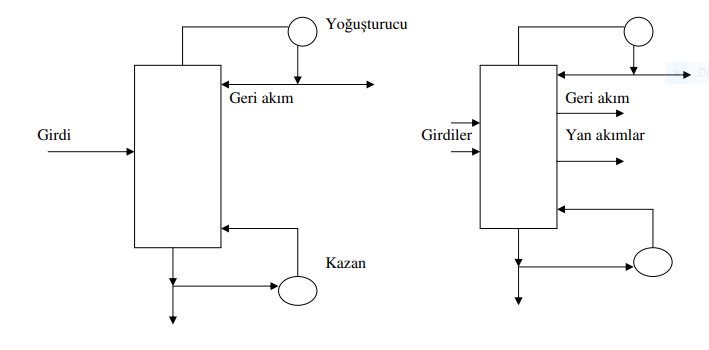 Yoğuşturucu
Geri akım
Girdi
Kazan
Geri akım
Girdiler
Yan akımlar